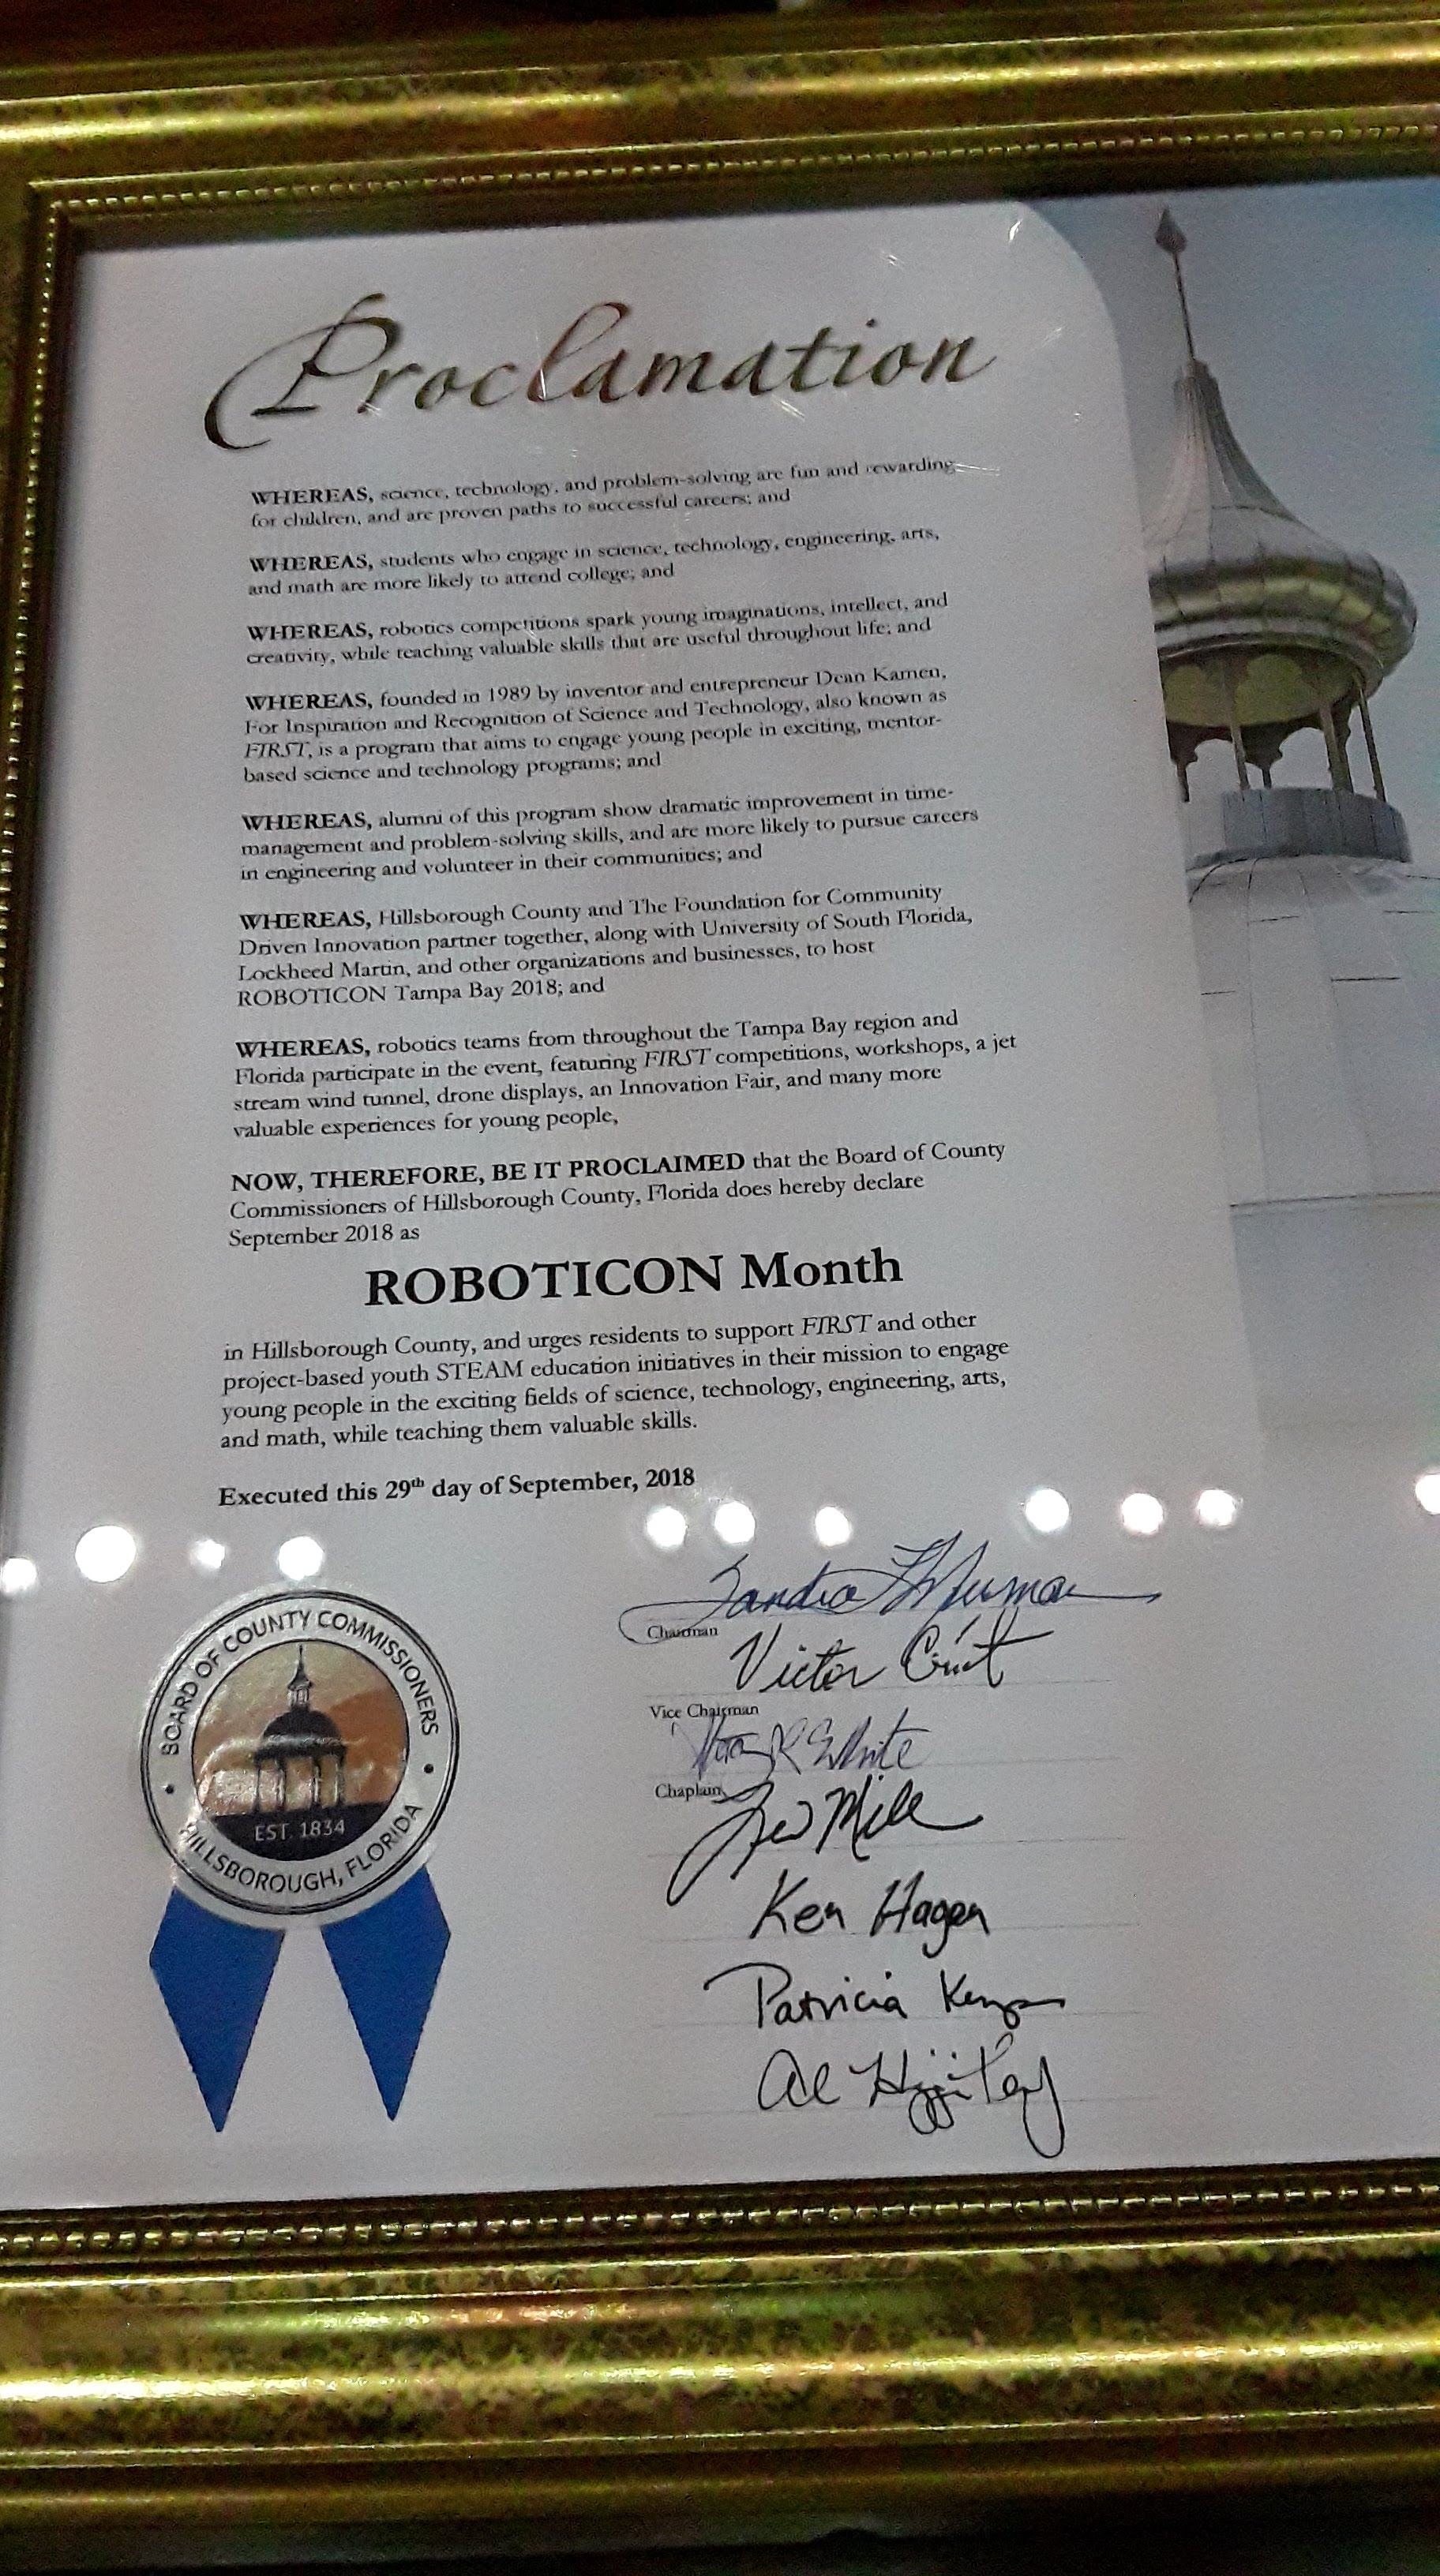 Proclamation
WHEREAS, science, technology, and problem-solving are fun and rewarding
for children, and are proven paths to successful careers; and
WHEREAS, students who engage in science, technology, engineering, arts,
and math are more likely to attend college; and
WHEREAS, robotics competitions spark young imaginations, intellect, and
creativity, while teaching valuable skills that are useful throughout life; and
WHEREAS, founded in 1989 by inventor and entrepreneur Dean Kamen,
For Inspiration and Recognition of Science and Technology, also known as
FIRST, is a program that aims to engage young people in exciting, mentor-
based science and technology programs; and
WHEREAS, alumni of this program show dramatic improvement in time-
management and problem-solving skills, and are more likely to pursue careers
in engineering and volunteer in their communities; and
WHEREAS, Hillsborough County and The Foundation for Community
Driven Innovation partner together, along with University of South Florida,
Lockheed Martin, and other organizations and businesses, to host
ROBOTICON Tampa Bay 2018; and
WHEREAS, robotics teams from throughout the Tampa Bay region and
Florida participate in the event, featuring FIRST competitions, workshops, a jet
stream wind tunnel, drone displays, an Innovation Fair, and many more
valuable experiences for young people,
NOW, THEREFORE, BE IT PROCLAIMED that the Board of County
Commissioners of Hillsborough County, Florida does hereby declare
September 2018 as
ROBOTICON Month
in Hillsborough County, and urges residents to support FIRST and other
project-based youth STEAM education initiatives in their mission to engage
young people in the exciting fields of science, technology, engineering, arts,
and math, while teaching them valuable skills.
Executed this 29th day of September, 2018
BOARD OF COUNTY COMMISSIONERS
EST. 1834
HILLSBOROUGH, FLORIDA
Sandra L Murman
Chairman
Victor Crist
Vice Chairman
White
Chaplain
Ken Hagan
Patricia Kemp
Al